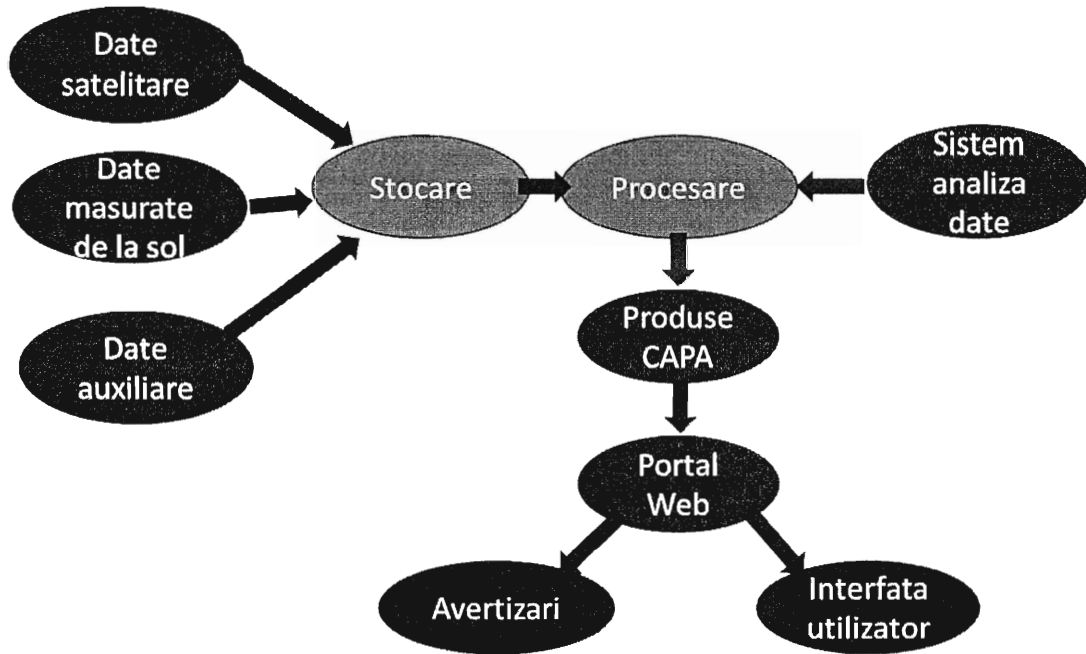 Date
satelitare
Date
masurate
de la sol
Date
auxiliare
Stocare
Procesare
Sistem
analiza
date
Produse
CAPA
Portal
Web
Avertizari
Interfata
utilizator